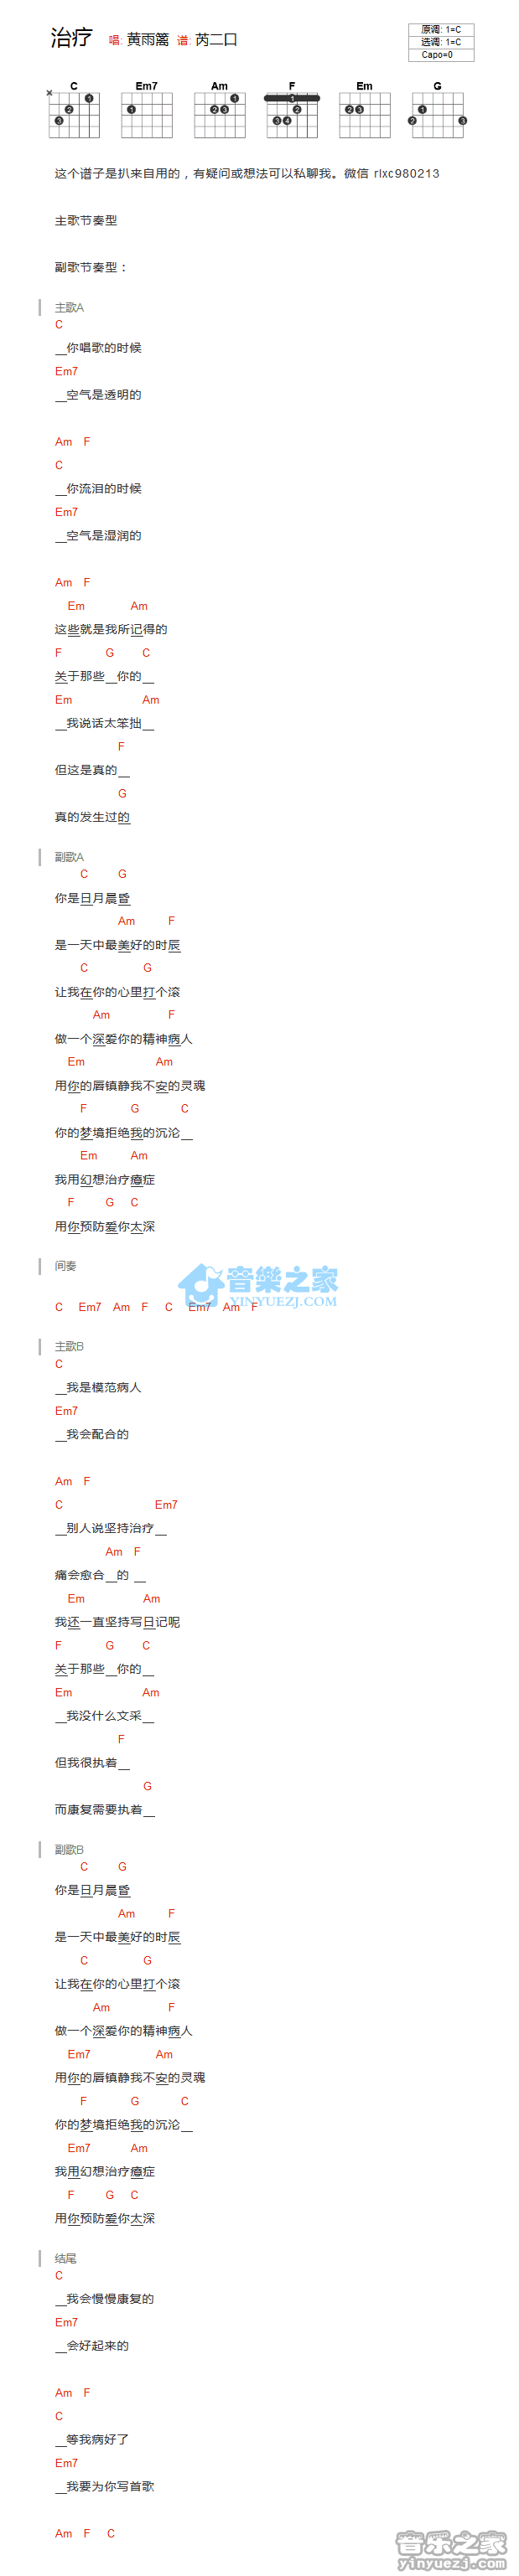 治疗 唱: 黄雨篱 谱: 芮二口
原调: 1=C
选调: 1=C
Capo=0
C Em7 Am F Em G
这个谱子是扒来自用的，有疑问或想法可以私聊我。微信 rlxc980213
主歌节奏型
副歌节奏型：
主歌A
C
__你唱歌的时候
Em7
__空气是透明的
Am F
C
__你流泪的时候
Em7
__空气是湿润的
Am F
Em Am
这些就是我所记得的
F G C
关于那些__你的__
Em Am
__我说话太笨拙__
F
但这是真的__
G
真的发生过的
副歌A
C G
你是日月晨昏
Am F
是一天中最美好的时辰
C G
让我在你的心里打个滚
Am F
做一个深爱你的精神病人
Em Am
用你的唇镇静我不安的灵魂
F G C
你的梦境拒绝我的沉沦__
Em Am
我用幻想治疗癔症
F G C
用你预防爱你太深
间奏
音樂之家
YINYUEZJ.COM
C Em7 Am F C Em7 Am F
主歌B
C
__我是模范病人
Em7
__我会配合的
Am F
C Em7
__别人说坚持治疗__
Am F
痛会愈合__的 __
Em Am
我还一直坚持写日记呢
F G C
关于那些__你的__
Em Am
__我没什么文采__
F
但我很执着__
G
而康复需要执着__
副歌B
C G
你是日月晨昏
Am F
是一天中最美好的时辰
C G
让我在你的心里打个滚
Am F
做一个深爱你的精神病人
Em7 Am
用你的唇镇静我不安的灵魂
F G C
你的梦境拒绝我的沉沦__
Em7 Am
我用幻想治疗癔症
F G C
用你预防爱你太深
结尾
C
__我会慢慢康复的
Em7
__会好起来的
Am F
C
__等我病好了
Em7
__我要为你写首歌
Am F C
音乐之家
yinyuezj.com